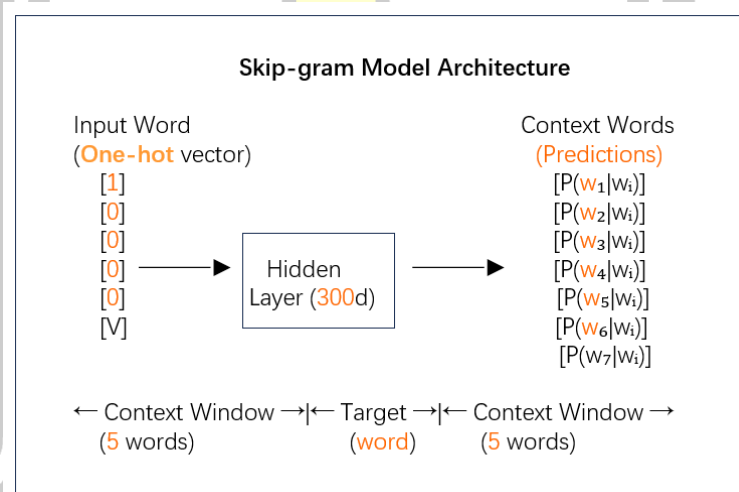 Skip-gram Model Architecture
Input Word
(One-hot vector)
[1]
[0]
[0]
[0]
[0]
[V]
Hidden
Layer (300d)
Context Words
(Predictions)
[P(w₁|wᵢ)]
[P(w₂|wᵢ)]
[P(w₃|wᵢ)]
[P(w₄|wᵢ)]
[P(w₅|wᵢ)]
[P(w₆|wᵢ)]
[P(w₇|wᵢ)]
← Context Window →|← Target →|← Context Window →
(5 words) (word) (5 words)